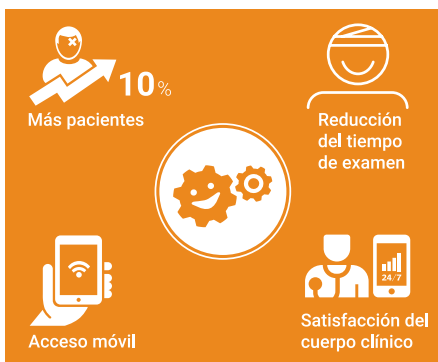 10%
Más pacientes
Reducción
del tiempo
de examen
Acceso móvil
24/7
Satisfacción del
cuerpo clínico